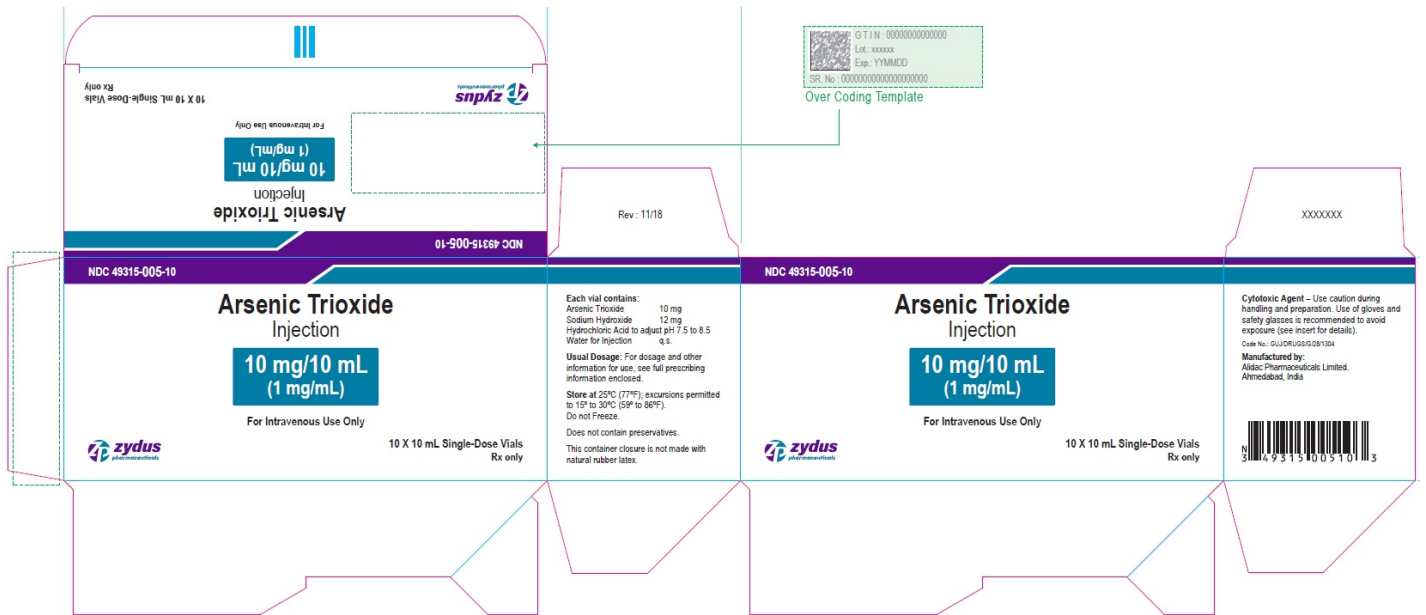 G T I N : 00000000000000
Lot.: xxxxxx
Exp.: YYMMDD
SR. No : 00000000000000000000
Over Coding Template
zydus
pharmaceuticals
10 X 10 mL Single-Dose Vials
Rx only
For Intravenous Use Only
10 mg/10 mL
(1 mg/mL)
Injection
Arsenic Trioxide
NDC 49315-005-10
Rev : 11/18
XXXXXXX
NDC 49315-005-10
Arsenic Trioxide
Injection
10 mg/10 mL
(1 mg/mL)
For Intravenous Use Only
zydus
pharmaceuticals
10 X 10 mL Single-Dose Vials
Rx only
Each vial contains:
Arsenic Trioxide 10 mg
Sodium Hydroxide 12 mg
Hydrochloric Acid to adjust pH 7.5 to 8.5
Water for Injection q.s.
Usual Dosage: For dosage and other
information for use, see full prescribing
information enclosed.
Store at 25ºC (77ºF); excursions permitted
to 15º to 30ºC (59º to 86ºF).
Do not Freeze.
Does not contain preservatives.
This container closure is not made with
natural rubber latex.
NDC 49315-005-10
Arsenic Trioxide
Injection
10 mg/10 mL
(1 mg/mL)
For Intravenous Use Only
zydus
pharmaceuticals
10 X 10 mL Single-Dose Vials
Rx only
Cytotoxic Agent – Use caution during
handling and preparation. Use of gloves and
safety glasses is recommended to avoid
exposure (see insert for details).
Code No.: GUJ/DRUGS/G/28/1304
Manufactured by:
Alidac Pharmaceuticals Limited.
Ahmedabad, India
N
3 49315 00510 3